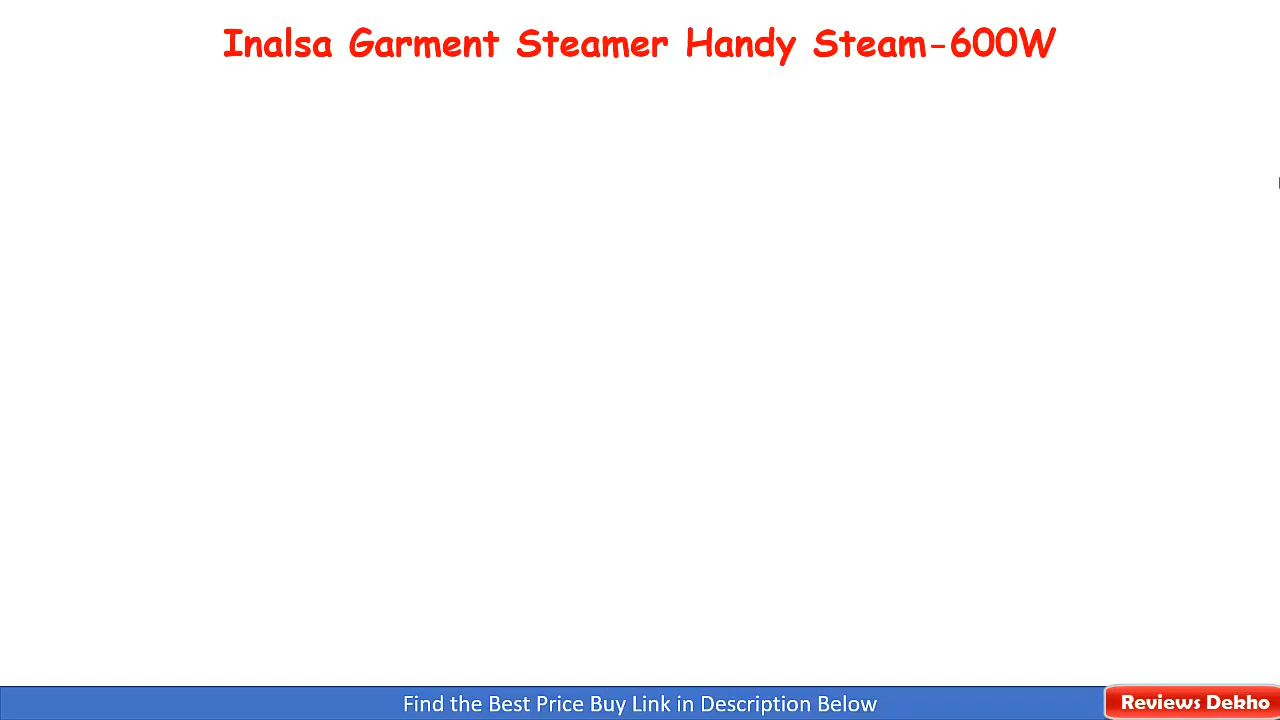 Inalsa Garment Steamer Handy Steam-600W
Find the Best Price Buy Link in Description Below
Reviews Dekho